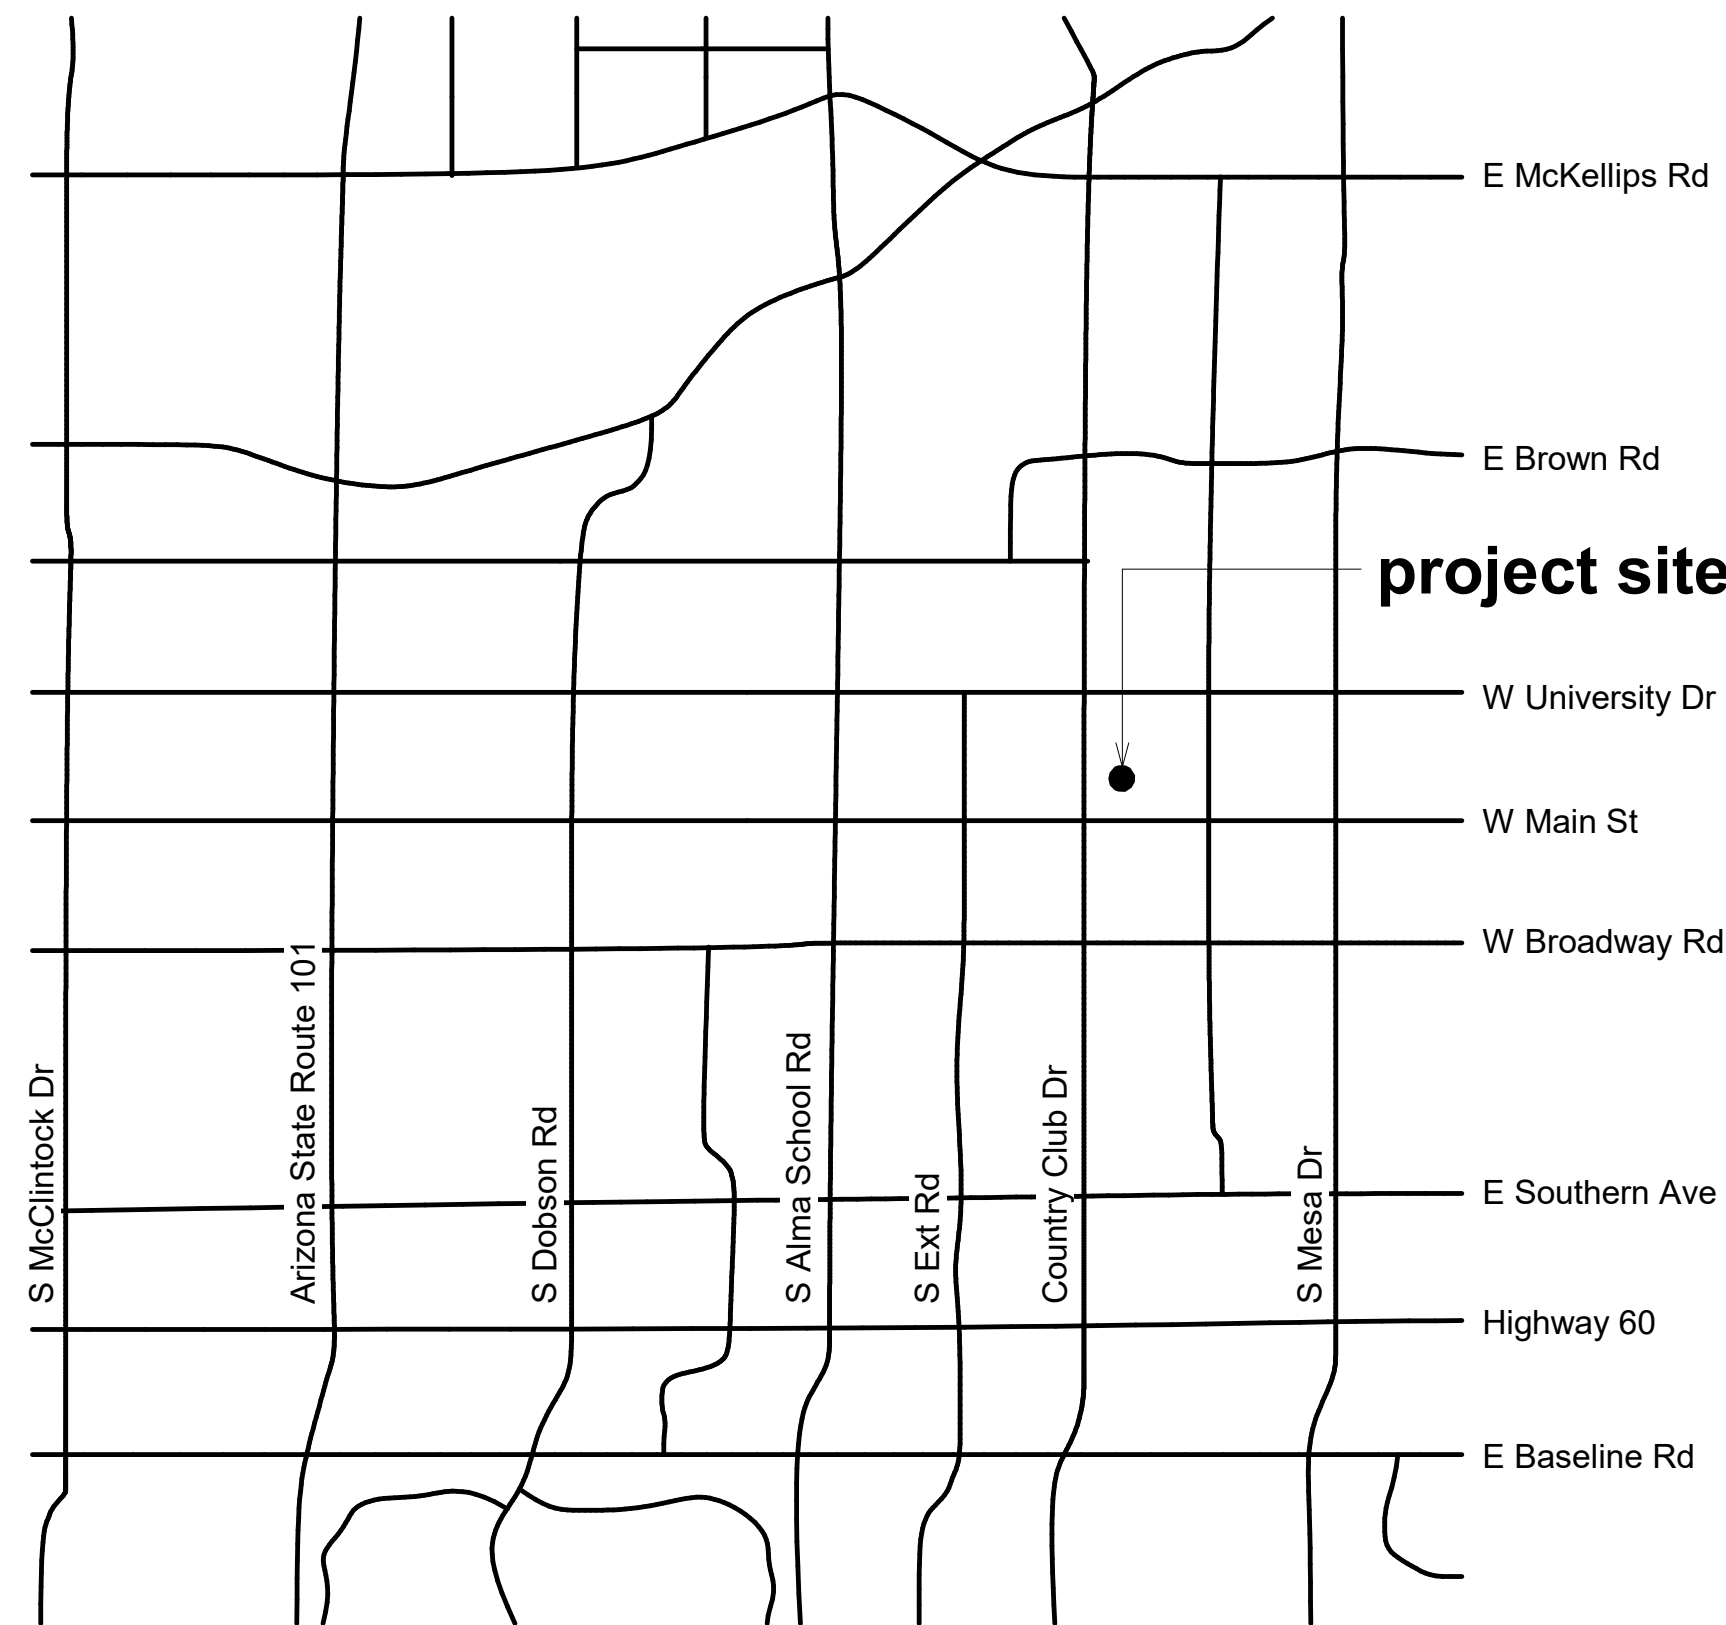 E McKellips Rd
E Brown Rd
project site
W University Dr
W Main St
W Broadway Rd
S McClintock Dr
Arizona State Route 101
S Dobson Rd
S Alma School Rd
S Ext Rd
Country Club Dr
S Mesa Dr
E Southern Ave
Highway 60
E Baseline Rd